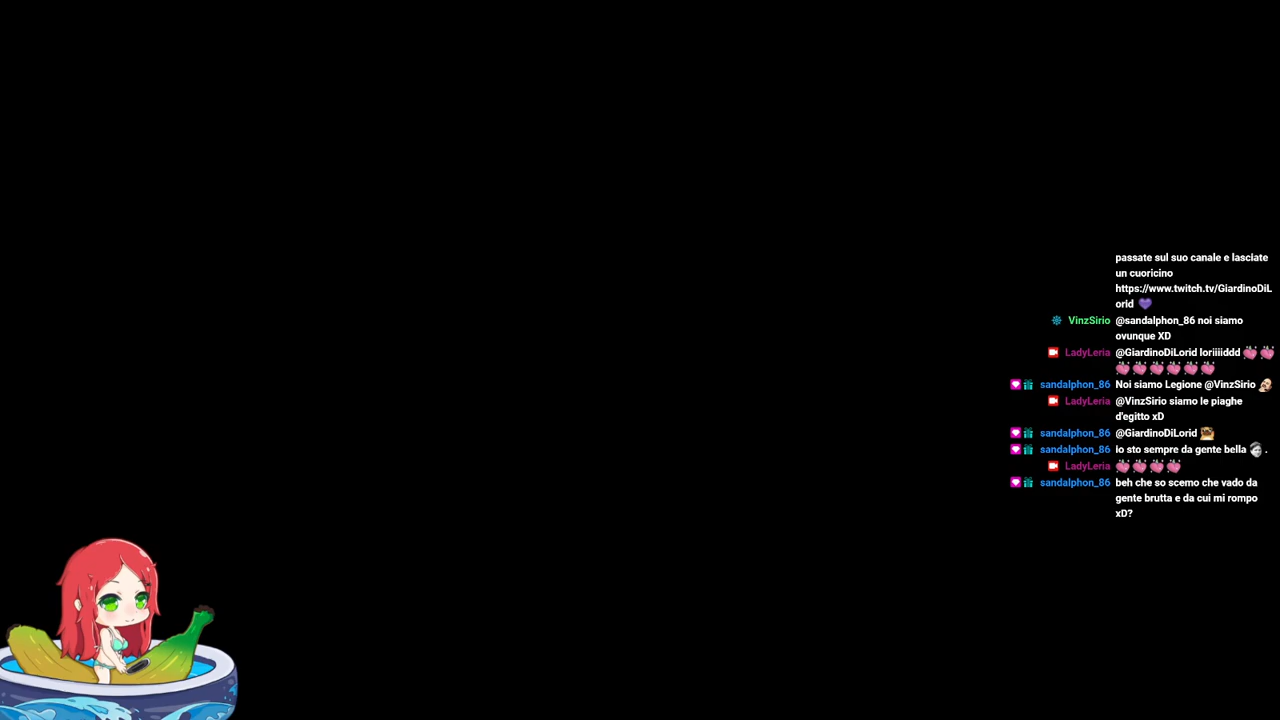 passate sul suo canale e lasciate
un cuoricino
https://www.twitch.tv/GiardinoDiL
orid
VinzSirio @sandalphon_86 noi siamo
ovunque XD
LadyLeria @GiardinoDiLorid loriiiiddd
sandalphon_86 Noi siamo Legione @VinzSirio
LadyLeria @VinzSirio siamo le piaghe
d'egitto xD
sandalphon_86 @GiardinoDiLorid
sandalphon_86 Io sto sempre da gente bella .
LadyLeria
sandalphon_86 beh che so scemo che vado da
gente brutta e da cui mi rompo
xD?